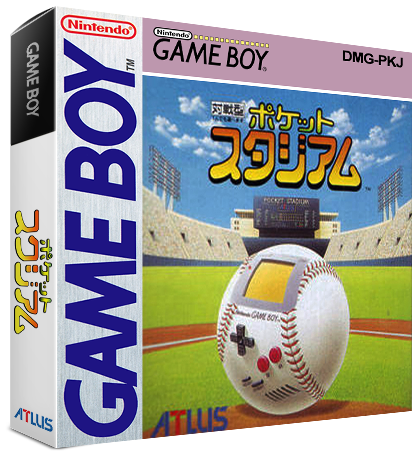 GAME BOY
ポケット
スタジアム
ATLUS
Nintendo
GAME BOY
TM
Nintendo
GAME BOY
DMG-PKJ
対戦型
ポケット
スタジアム
TM
POCKET STADIUM
Nintendo GAME BOY
ATLUS